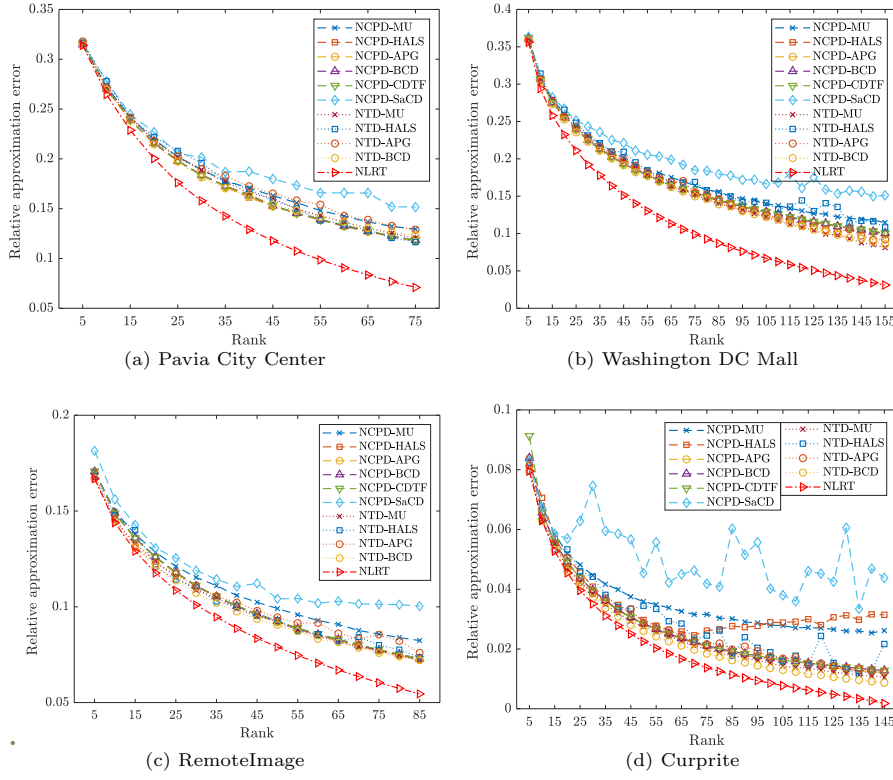 0.35
0.3
0.25
0.2
0.15
0.1
0.05
Relative approximation error
5 15 25 35 45 55 65 75
Rank
NCPD-MU
NCPD-HALS
NCPD-APG
NCPD-BCD
NCPD-CDTF
NCPD-SaCD
NTD-MU
NTD-HALS
NTD-APG
NTD-BCD
NLRT
(a) Pavia City Center
0.4
0.35
0.3
0.25
0.2
0.15
0.1
0.05
0
Relative approximation error
5 15 25 35 45 55 65 75 85 95 105 115 125 135 145 155
Rank
NCPD-MU
NCPD-HALS
NCPD-APG
NCPD-BCD
NCPD-CDTF
NCPD-SaCD
NTD-MU
NTD-HALS
NTD-APG
NTD-BCD
NLRT
(b) Washington DC Mall
0.2
0.15
0.1
0.05
Relative approximation error
5 15 25 35 45 55 65 75 85
Rank
NCPD-MU
NCPD-HALS
NCPD-APG
NCPD-BCD
NCPD-CDTF
NCPD-SaCD
NTD-MU
NTD-HALS
NTD-APG
NTD-BCD
NLRT
(c) RemoteImage
0.1
0.08
0.06
0.04
0.02
0
Relative approximation error
5 15 25 35 45 55 65 75 85 95 105 115 125 135 145
Rank
NCPD-MU
NCPD-HALS
NCPD-APG
NCPD-BCD
NCPD-CDTF
NCPD-SaCD
NTD-MU
NTD-HALS
NTD-APG
NTD-BCD
NLRT
(d) Curprite